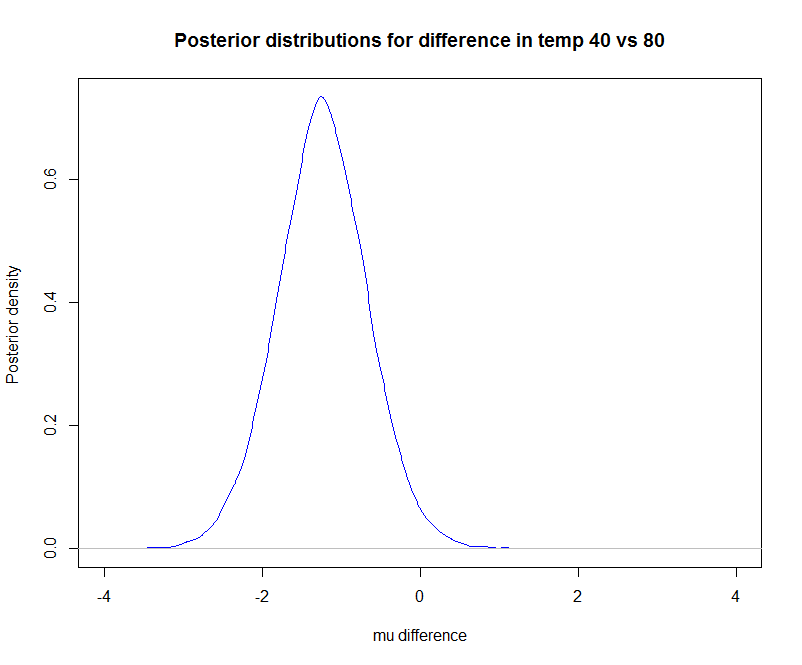 Posterior distributions for difference in temp 40 vs 80
Posterior density
0.6
0.4
0.2
0.0
-4 -2 0 2 4
mu difference